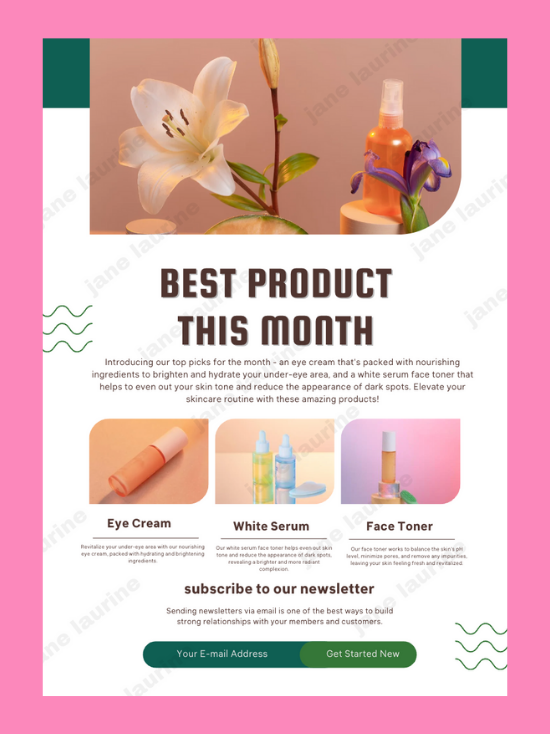 BEST PRODUCT
THIS MONTH
Introducing our top picks for the month - an eye cream that's packed with nourishing
ingredients to brighten and hydrate your under-eye area, and a white serum face toner that
helps to even out your skin tone and reduce the appearance of dark spots. Elevate your
skincare routine with these amazing products!
Eye Cream
Revitalize your under-eye area with our nourishing
eye cream, packed with hydrating and brightening
ingredients.
White Serum
Our white serum face toner helps even out skin
tone and reduce the appearance of dark spots,
revealing a brighter and more radiant
complexion.
Face Toner
Our face toner works to balance the skin's pH
level, minimize pores, and remove any impurities,
leaving your skin feeling fresh and revitalized.
subscribe to our newsletter
Sending newsletters via email is one of the best ways to build
strong relationships with your members and customers.
Your E-mail Address
Get Started Now
jane laurine